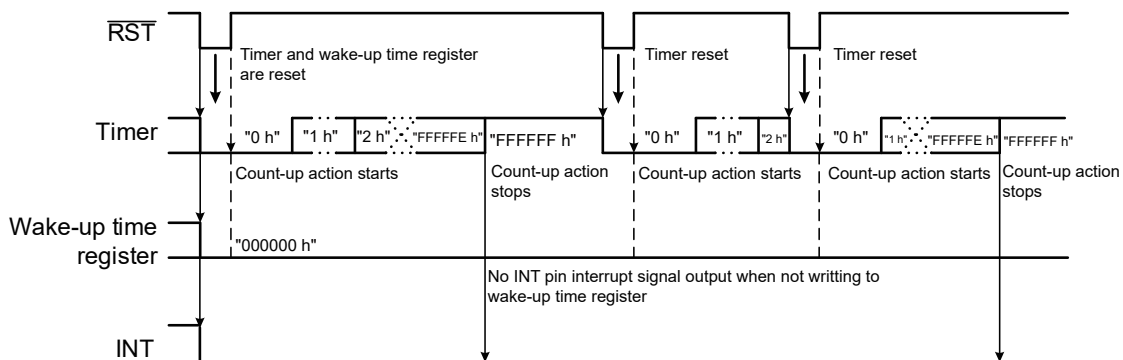 RST
Timer and wake-up time register
are reset
Timer reset
Timer reset
Timer
"0 h"
"1 h"
"2 h"
"FFFFFE h"
"FFFFFF h"
"0 h"
"1 h"
"2 h"
"0 h"
"1 h"
"FFFFFE h"
"FFFFFF h"
Count-up action starts
Count-up action
stops
Count-up action starts
Count-up action starts
Count-up action
stops
Wake-up time
register
"000000 h"
No INT pin interrupt signal output when not writting to
wake-up time register
INT